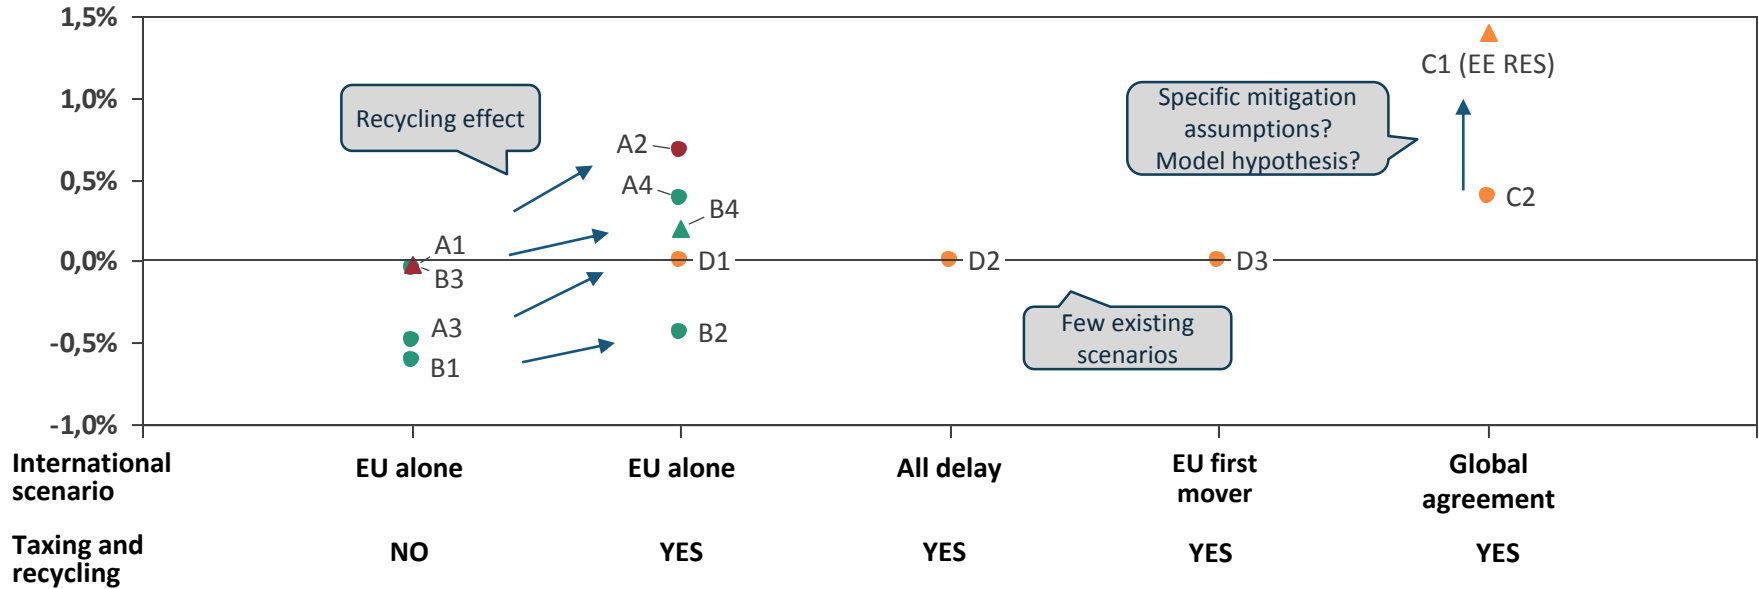 1,5%
1,0%
0,5%
0,0%
-0,5%
-1,0%
Recycling effect
A1
B3
A3
B1
A2
A4
B4
D1
B2
D2
D3
Few existing
scenarios
Specific mitigation
assumptions?
Model hypothesis?
C1 (EE RES)
C2
International
scenario
EU alone
EU alone
All delay
EU first
mover
Global
agreement
Taxing and
recycling
NO
YES
YES
YES
YES